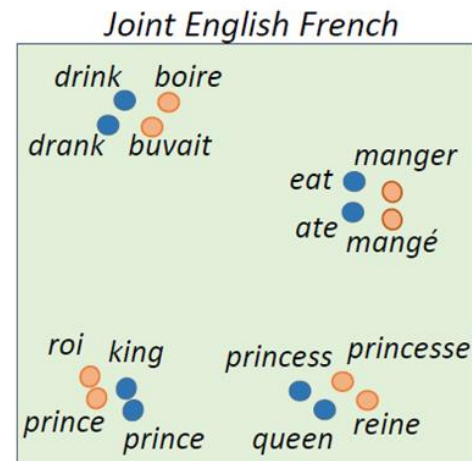 Joint English French
drink boire
drank buvait
manger
eat
ate
mangé
roi king
prince
prince
princess princesse
queen reine